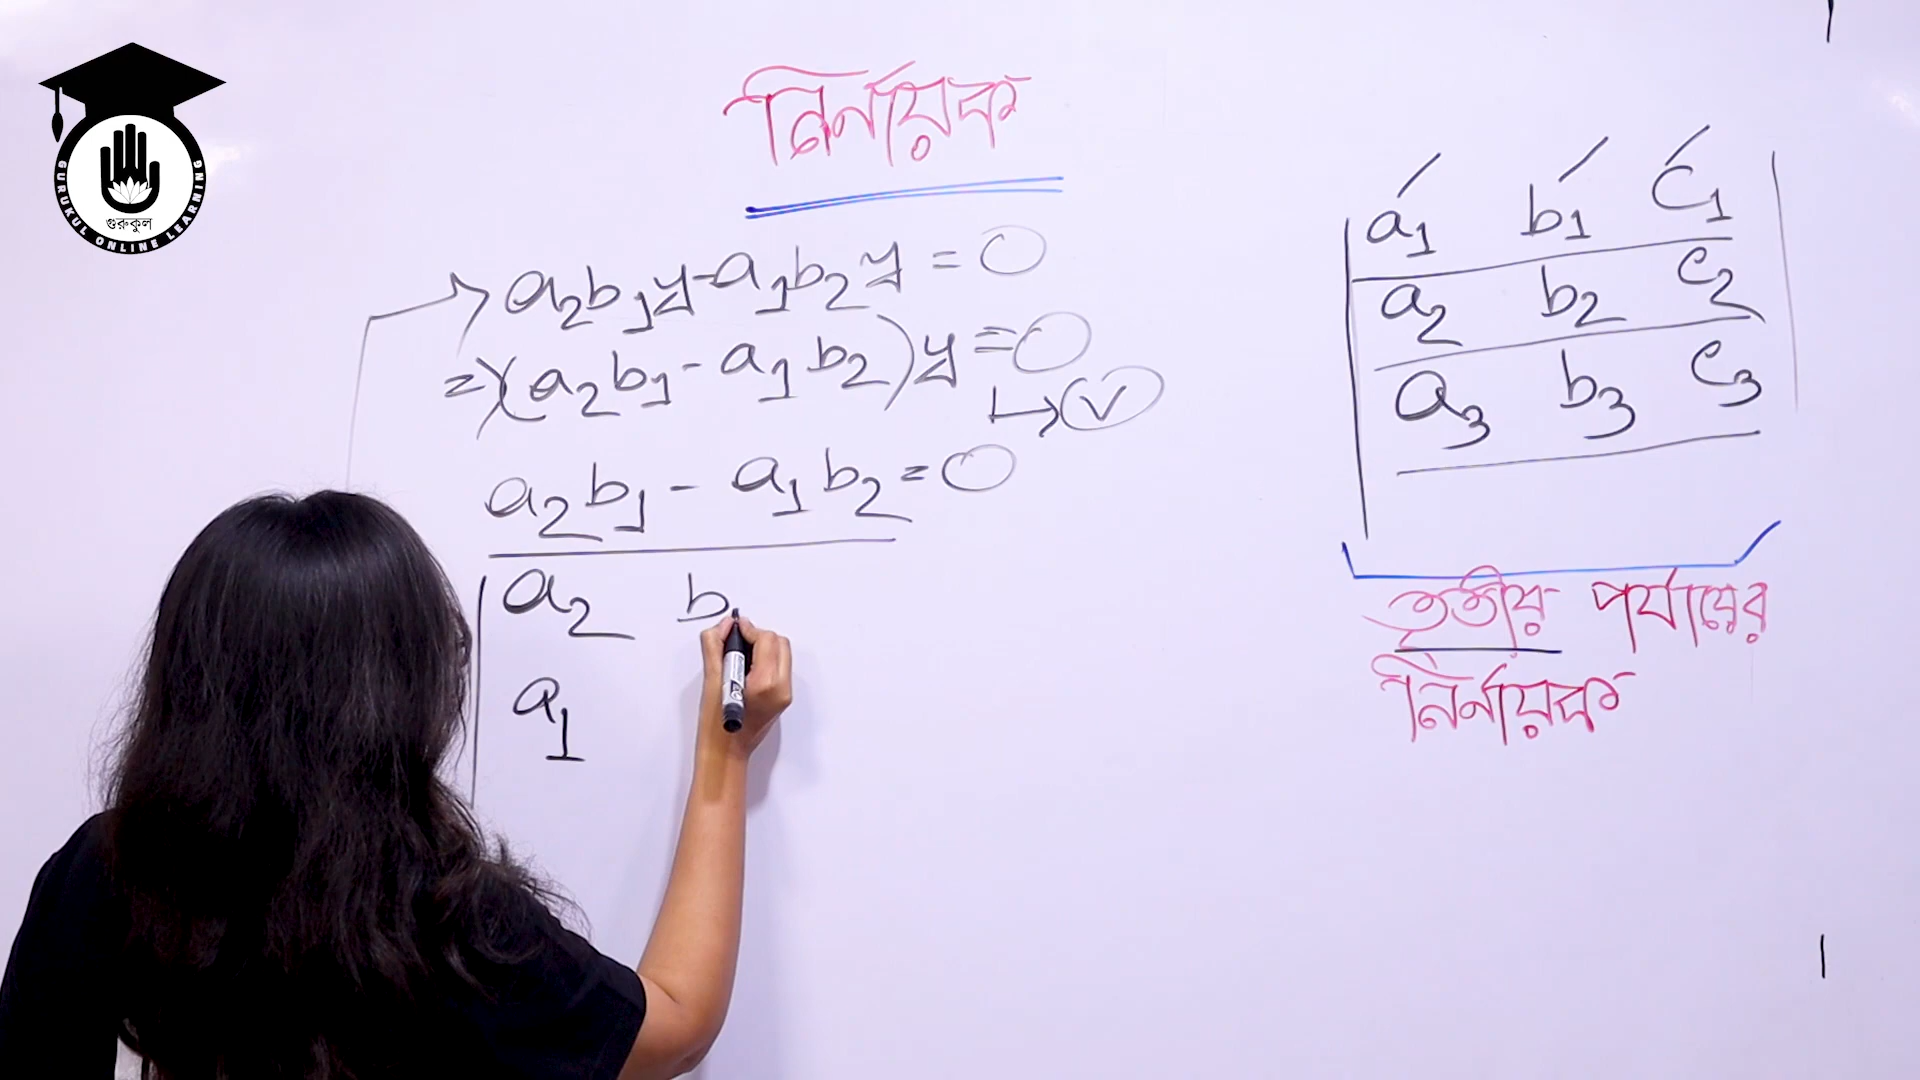 GURUKUL ONLINE LEARNING
গুরুকুল
নির্ণায়ক
a₂b₁y - a₁b₂y = 0
⇒ (a₂b₁ - a₁b₂)y = 0
↳ (v)
a₂b₁ - a₁b₂ = 0
a₂ b
a₁
a₁ b₁ c₁
a₂ b₂ c₂
a₃ b₃ c₃
তৃতীয় পর্যায়ের
নির্ণায়ক